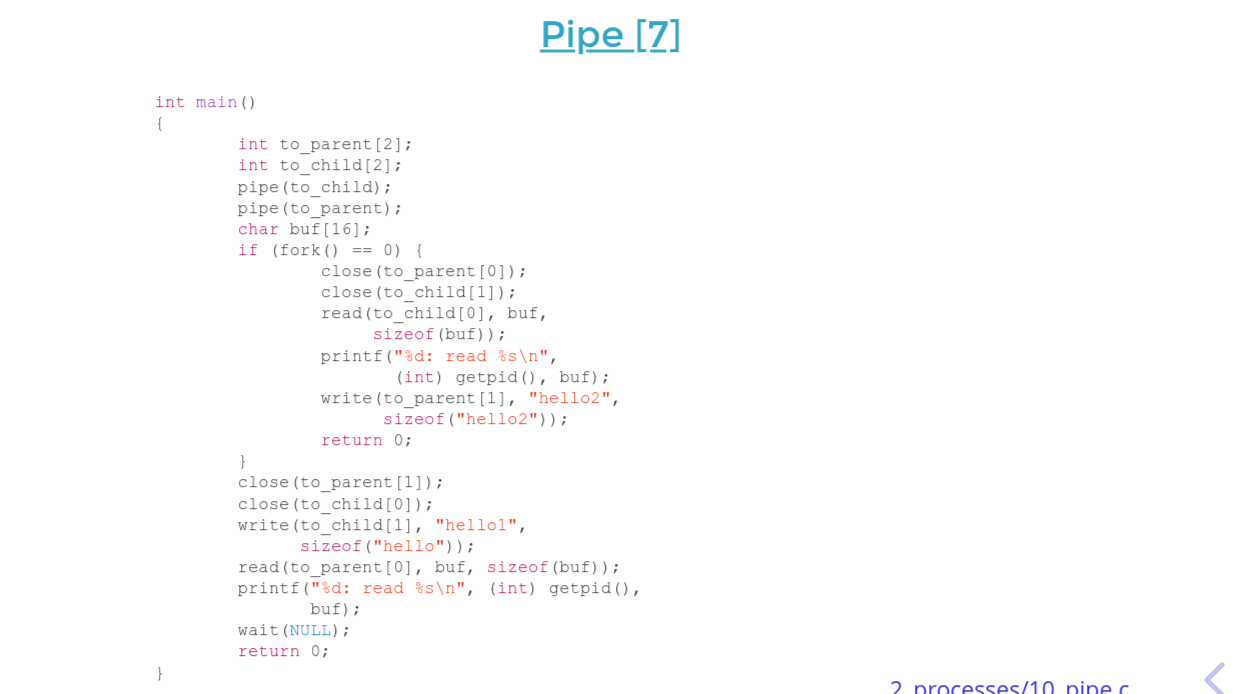 Pipe [7]
int main()
{
int to_parent[2];
int to_child[2];
pipe(to_child);
pipe(to_parent);
char buf[16];
if (fork() == 0) {
close(to_parent[0]);
close(to_child[1]);
read(to_child[0], buf,
sizeof(buf));
printf("%d: read %s\n",
(int) getpid(), buf);
write(to_parent[1], "hello2",
sizeof("hello2"));
return 0;
}
close(to_parent[1]);
close(to_child[0]);
write(to_child[1], "hello1",
sizeof("hello"));
read(to_parent[0], buf, sizeof(buf));
printf("%d: read %s\n", (int) getpid(),
buf);
wait(NULL);
return 0;
}
2_processes/10_pipe.c